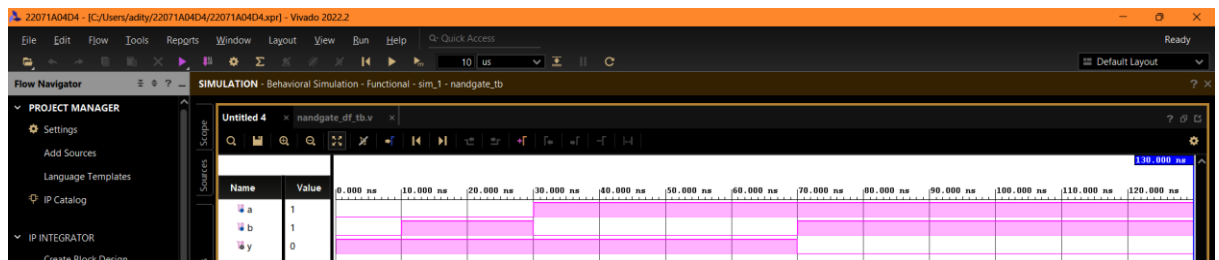 22071A04D4 - [C:/Users/adity/22071A04D4/22071A04D4.xpr] - Vivado 2022.2
File Edit Flow Tools Reports Window Layout View Run Help Q- Quick Access Ready
10 us Default Layout
Flow Navigator SIMULATION - Behavioral Simulation - Functional - sim_1 - nandgate_tb
PROJECT MANAGER
Settings
Add Sources
Language Templates
IP Catalog
IP INTEGRATOR
Scope
Sources
Untitled 4 nandgate_df_tb.v
130.000 ns
Name Value 0.000 ns 10.000 ns 20.000 ns 30.000 ns 40.000 ns 50.000 ns 60.000 ns 70.000 ns 80.000 ns 90.000 ns 100.000 ns 110.000 ns 120.000 ns
a 1
b 1
y 0